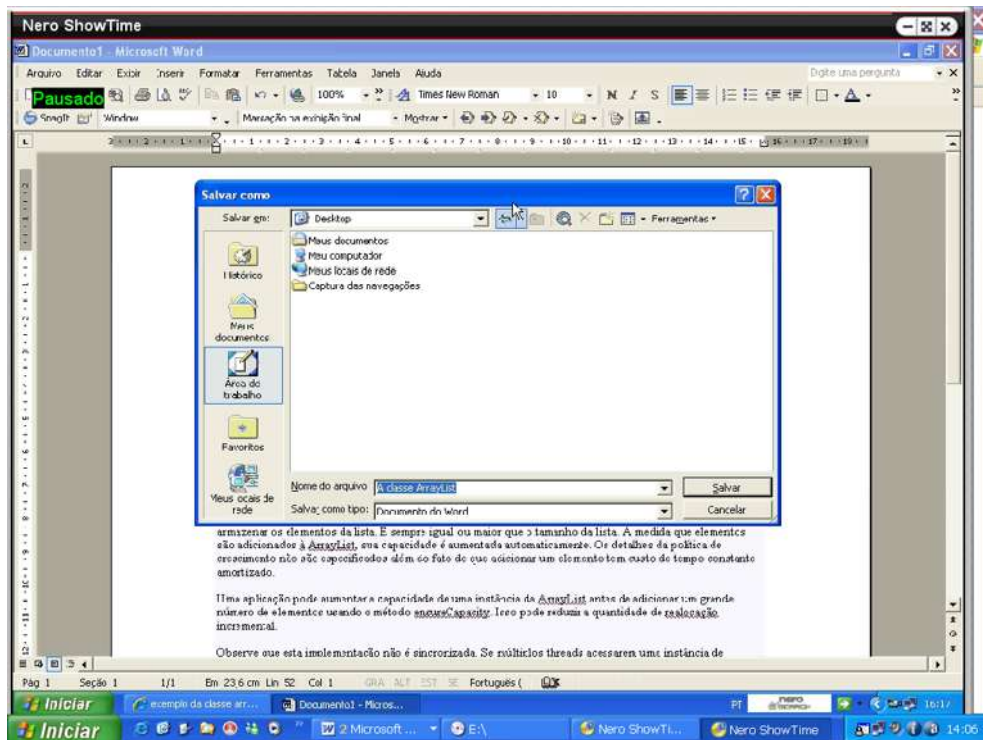 Nero ShowTime
Documento1 - Microsoft Word
Arquivo Editar Exibir Inserir Formatar Ferramentas Tabela Janela Ajuda Digite uma pergunta
Pausado 100% Times New Roman 10 N I S
SnagIt Window Marcação na exibição final Mostrar
Salvar como
Salvar em: Desktop Ferramentas
Histórico
Meus documentos
Área de trabalho
Favoritos
Meus locais de rede
Meus documentos
Meu computador
Meus locais de rede
Captura das navegações
Nome do arquivo A classe ArrayList Salvar
Salvar como tipo: Documento do Word Cancelar
armazenar os elementos da lista. E sempre igual ou maior que o tamanho da lista. A medida que elementos
são adicionados à ArrayList, sua capacidade é aumentada automaticamente. Os detalhes da política de
crescimento não são especificados além do fato de que adicionar um elemento tem custo de tempo constante
amortizado.
Uma aplicação pode aumentar a capacidade de uma instância da ArrayList antes de adicionar um grande
número de elementos usando o método ensureCapacity. Isso pode reduzir a quantidade de realocação
incremental.
Observe que esta implementação não é sincronizada. Se múltiplos threads acessarem uma instância de
Pág 1 Seção 1 1/1 Em 23,6 cm Lin 52 Col 1 GRA ALT EST SE Português (
Iniciar exemplo da classe arr... Documento1 - Micros... PT nero SEARCH 16:17
Iniciar 2 Microsoft ... E:\ Nero ShowTi... Nero ShowTime 14:06